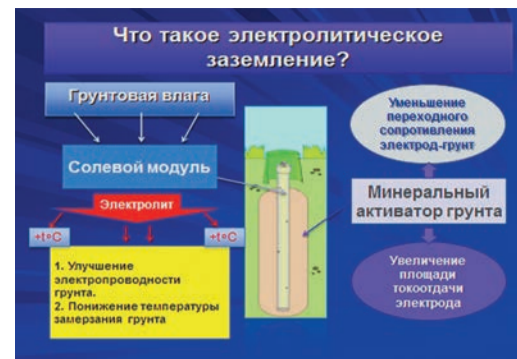 Что такое электролитическое
заземление?
Грунтовая влага
Солевой модуль
Электролит
+t°C
+t°C
1. Улучшение
электропроводности
грунта.
2. Понижение температуры
замерзания грунта
Уменьшение
переходного
сопротивления
электрод-грунт
Минеральный
активатор грунта
Увеличение
площади
токоотдачи
электрода